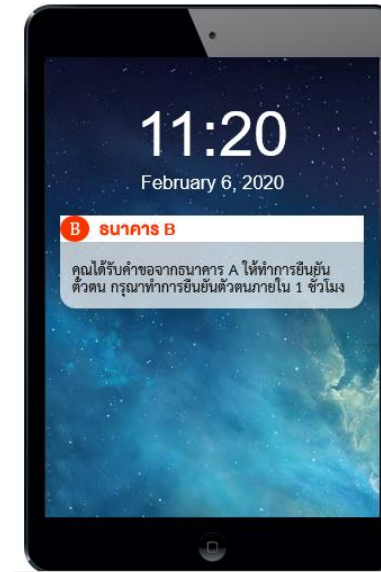 11:20
February 6, 2020
B ธนาคาร B
คุณได้รับคำขอจากธนาคาร A ให้ทำการยืนยัน
ตัวตน กรุณาทำการยืนยันตัวตนภายใน 1 ชั่วโมง